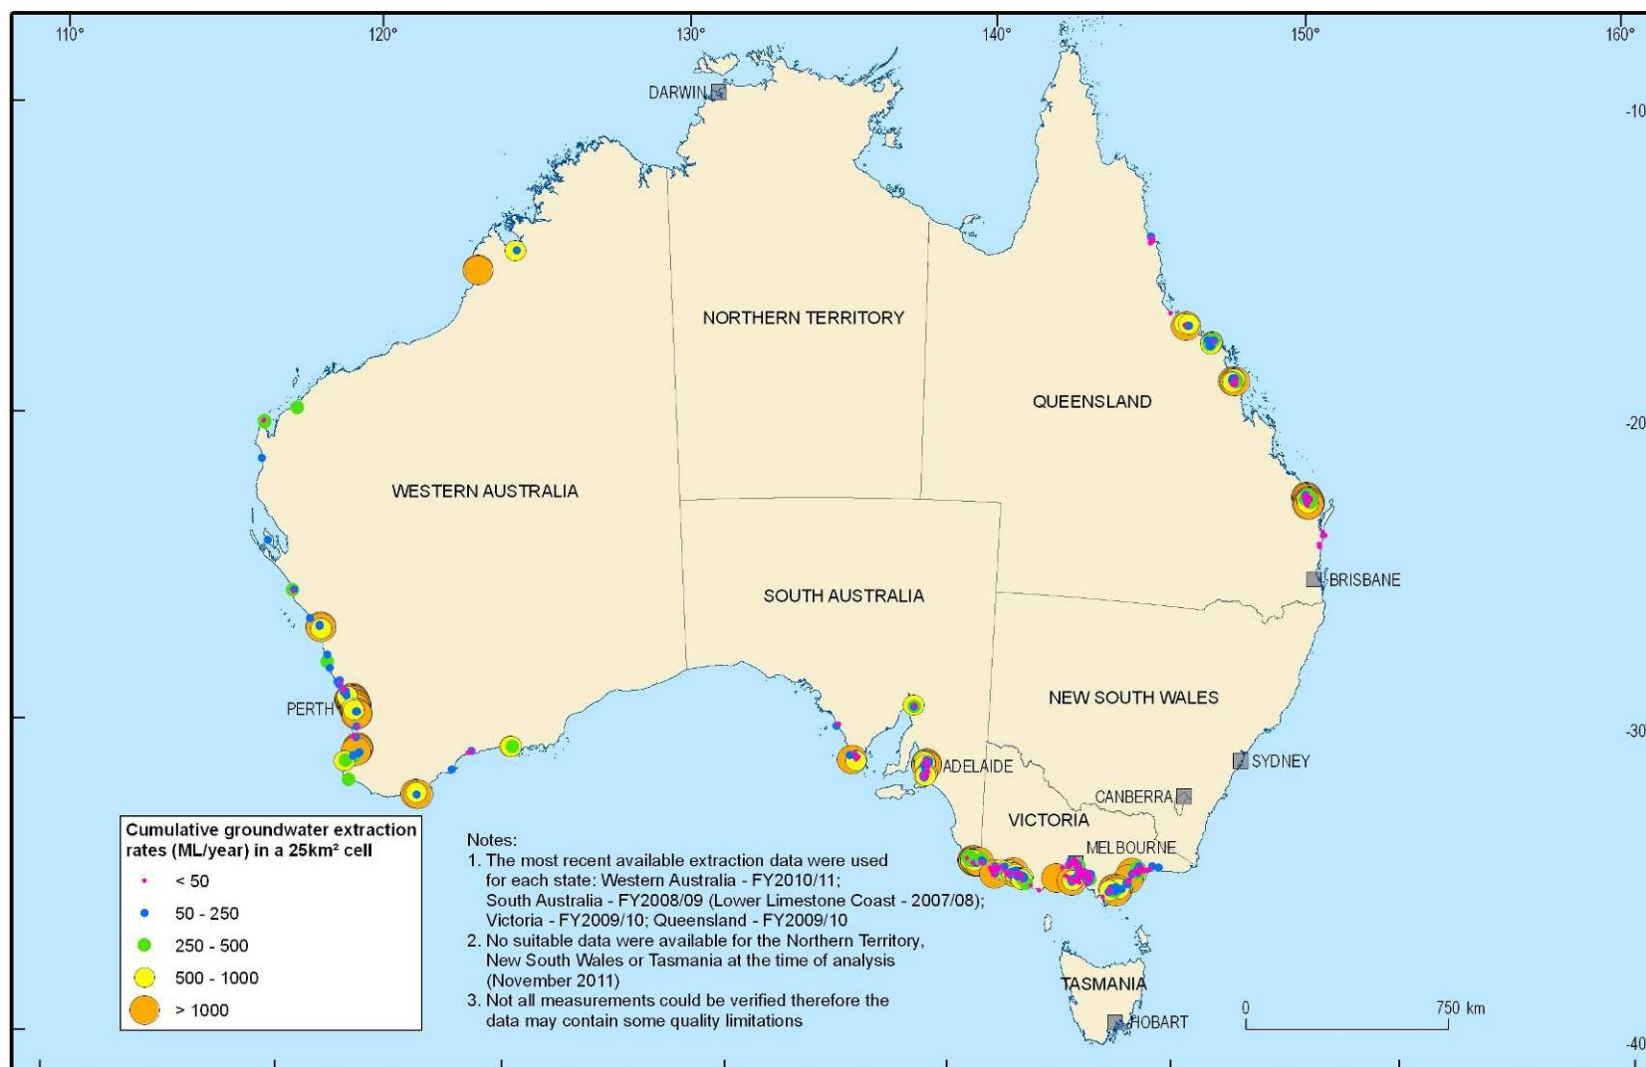 110°
120°
130°
140°
150°
160°
DARWIN
-10
NORTHERN TERRITORY
QUEENSLAND
-20
WESTERN AUSTRALIA
BRISBANE
SOUTH AUSTRALIA
NEW SOUTH WALES
PERTH
-30
ADELAIDE
SYDNEY
CANBERRA
VICTORIA
MELBOURNE
Cumulative groundwater extraction
rates (ML/year) in a 25km² cell
< 50
50 - 250
250 - 500
500 - 1000
> 1000
Notes:
1. The most recent available extraction data were used
for each state: Western Australia - FY2010/11;
South Australia - FY2008/09 (Lower Limestone Coast - 2007/08);
Victoria - FY2009/10; Queensland - FY2009/10
2. No suitable data were available for the Northern Territory,
New South Wales or Tasmania at the time of analysis
(November 2011)
3. Not all measurements could be verified therefore the
data may contain some quality limitations
TASMANIA
HOBART
0 750 km
-40